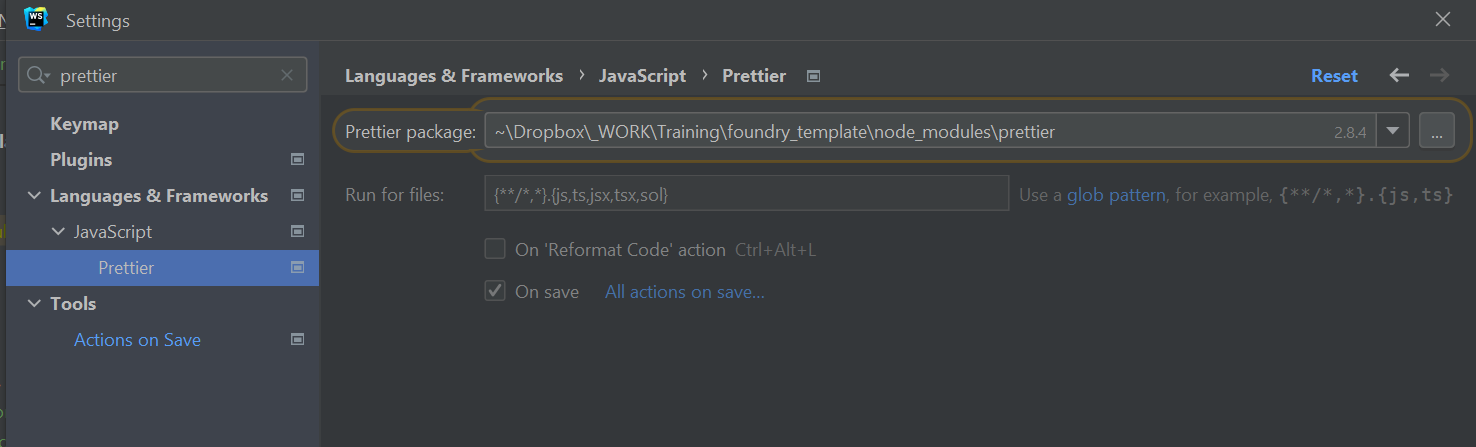 WS
Settings
prettier
Keymap
Plugins
Languages & Frameworks
JavaScript
Prettier
Tools
Actions on Save
Languages & Frameworks › JavaScript › Prettier
Reset
Prettier package: ~\Dropbox\_WORK\Training\foundry_template\node_modules\prettier 2.8.4 ...
Run for files: {**/*,*}.{js,ts,jsx,tsx,sol} Use a glob pattern, for example, {**/*,*}.{js,ts}
On 'Reformat Code' action Ctrl+Alt+L
On save All actions on save...